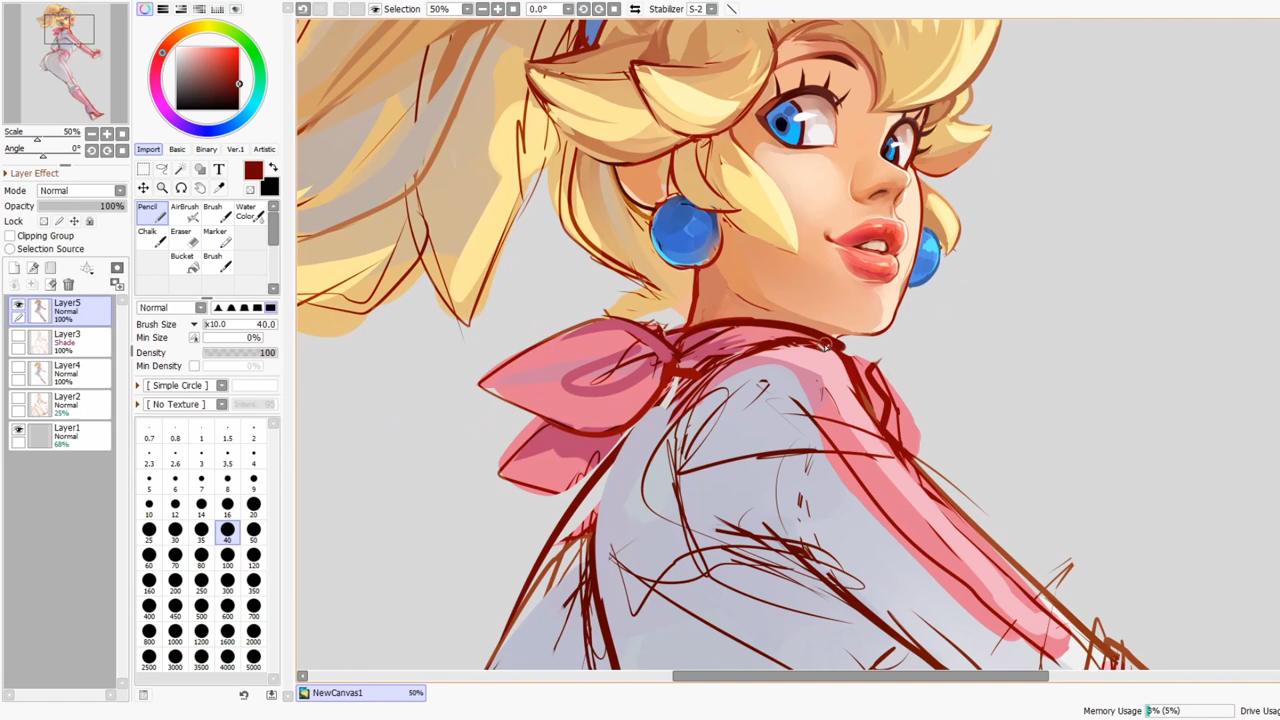 Selection 50% 0.0° Stabilizer S-2
Scale 50%
Angle 0°
Layer Effect
Mode Normal
Opacity 100%
Lock
Clipping Group
Selection Source
Layer5
Normal
100%
Layer3
Shade
100%
Layer4
Normal
100%
Layer2
Normal
25%
Layer1
Normal
68%
Import Basic Binary Ver.1 Artistic
T
Pencil AirBrush Brush Water Color
Chalk Eraser Marker
Bucket Brush
Normal
Brush Size x10.0 40.0
Min Size 0%
Density 100
Min Density 0%
[ Simple Circle ]
[ No Texture ]
0.7 0.8 1 1.5 2
2.3 2.6 3 3.5 4
5 6 7 8 9
10 12 14 16 20
25 30 35 40 50
60 70 80 100 120
160 200 250 300 350
400 450 500 600 700
800 1000 1200 1600 2000
2500 3000 3500 4000 5000
NewCanvas1 50%
Memory Usage 5% (5%) Drive Usa